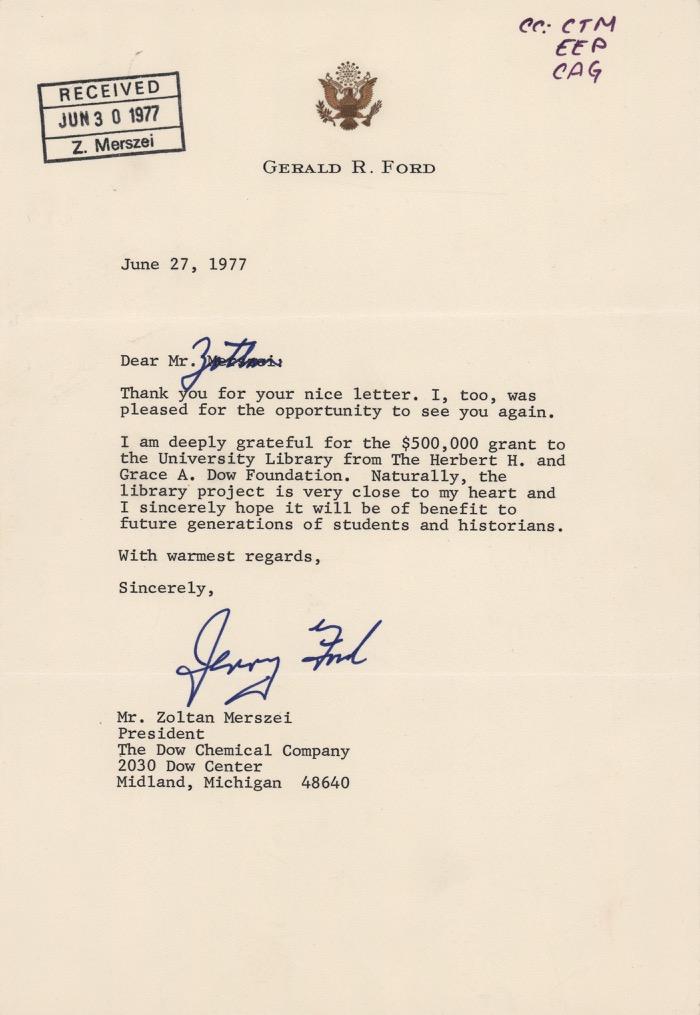 CC: CTM
EEP
CAG
RECEIVED
JUN 30 1977
Z. Merszei
GERALD R. FORD
June 27, 1977
Dear Mr. Merszei: Zoltan
Thank you for your nice letter. I, too, was
pleased for the opportunity to see you again.
I am deeply grateful for the $500,000 grant to
the University Library from The Herbert H. and
Grace A. Dow Foundation. Naturally, the
library project is very close to my heart and
I sincerely hope it will be of benefit to
future generations of students and historians.
With warmest regards,
Sincerely,
Jerry Ford
Mr. Zoltan Merszei
President
The Dow Chemical Company
2030 Dow Center
Midland, Michigan 48640